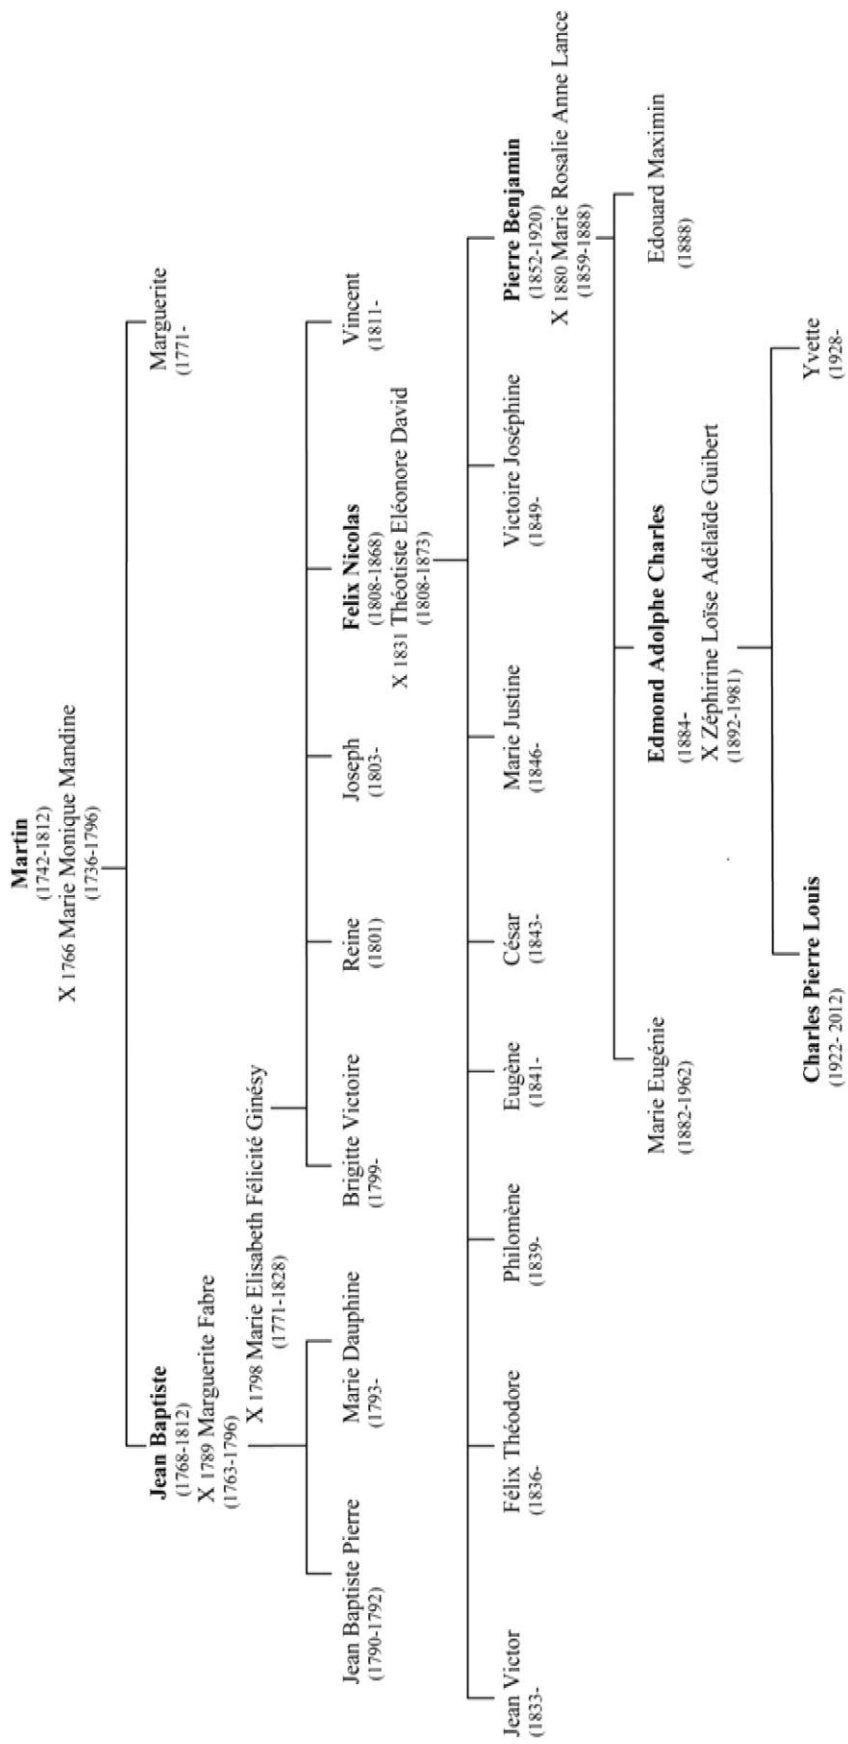 Martin
(1742-1812)
X 1766 Marie Monique Mandine
(1736-1796)
Jean Baptiste
(1768-1812)
X 1789 Marguerite Fabre
(1763-1796)
X 1798 Marie Elisabeth Félicité Ginésy
(1771-1828)
Marguerite
(1771-
Jean Baptiste Pierre
(1790-1792)
Marie Dauphine
(1793-
Brigitte Victoire
(1799-
Reine
(1801)
Joseph
(1803-
Felix Nicolas
(1808-1868)
X 1831 Théotiste Eléonore David
(1808-1873)
Vincent
(1811-
Jean Victor
(1833-
Félix Théodore
(1836-
Philomène
(1839-
Eugène
(1841-
César
(1843-
Marie Justine
(1846-
Victoire Joséphine
(1849-
Pierre Benjamin
(1852-1920)
X 1880 Marie Rosalie Anne Lance
(1859-1888)
Marie Eugénie
(1882-1962)
Edmond Adolphe Charles
(1884-
X Zéphirine Loïse Adélaïde Guibert
(1892-1981)
Edouard Maximin
(1888)
Charles Pierre Louis
(1922- 2012)
Yvette
(1928-